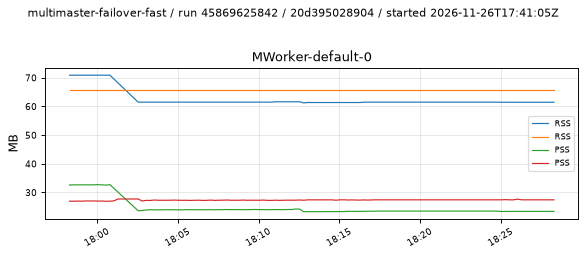 multimaster-failover-fast / run 45869625842 / 20d395028904 / started 2026-11-26T17:41:05Z
MWorker-default-0
MB
70
60
50
40
30
RSS
RSS
PSS
PSS
18:00
18:05
18:10
18:15
18:20
18:25